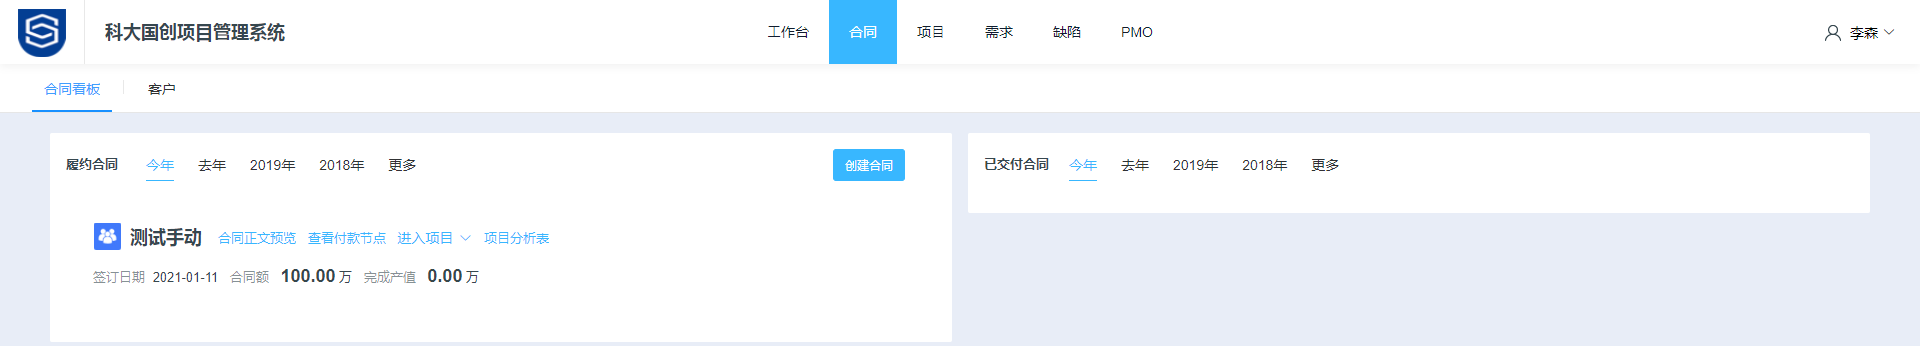 科大国创项目管理系统 工作台 合同 项目 需求 缺陷 PMO 李森
合同看板 客户
履约合同 今年 去年 2019年 2018年 更多 创建合同
已交付合同 今年 去年 2019年 2018年 更多
测试手动 合同正文预览 查看付款节点 进入项目 项目分析表
签订日期 2021-01-11 合同额 100.00 万 完成产值 0.00 万